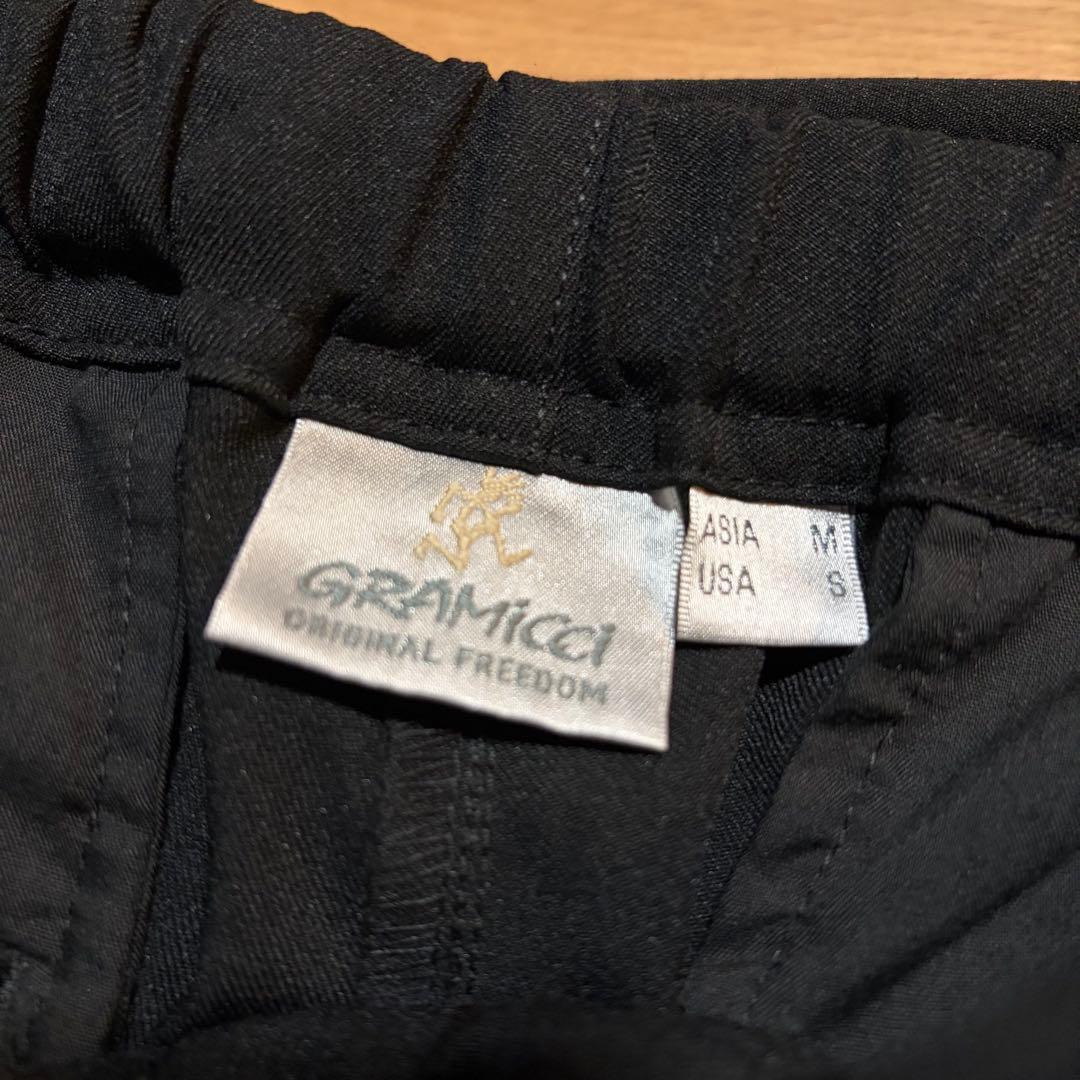 GRAMiCCi
ORIGINAL FREEDOM
ASIA M
USA S